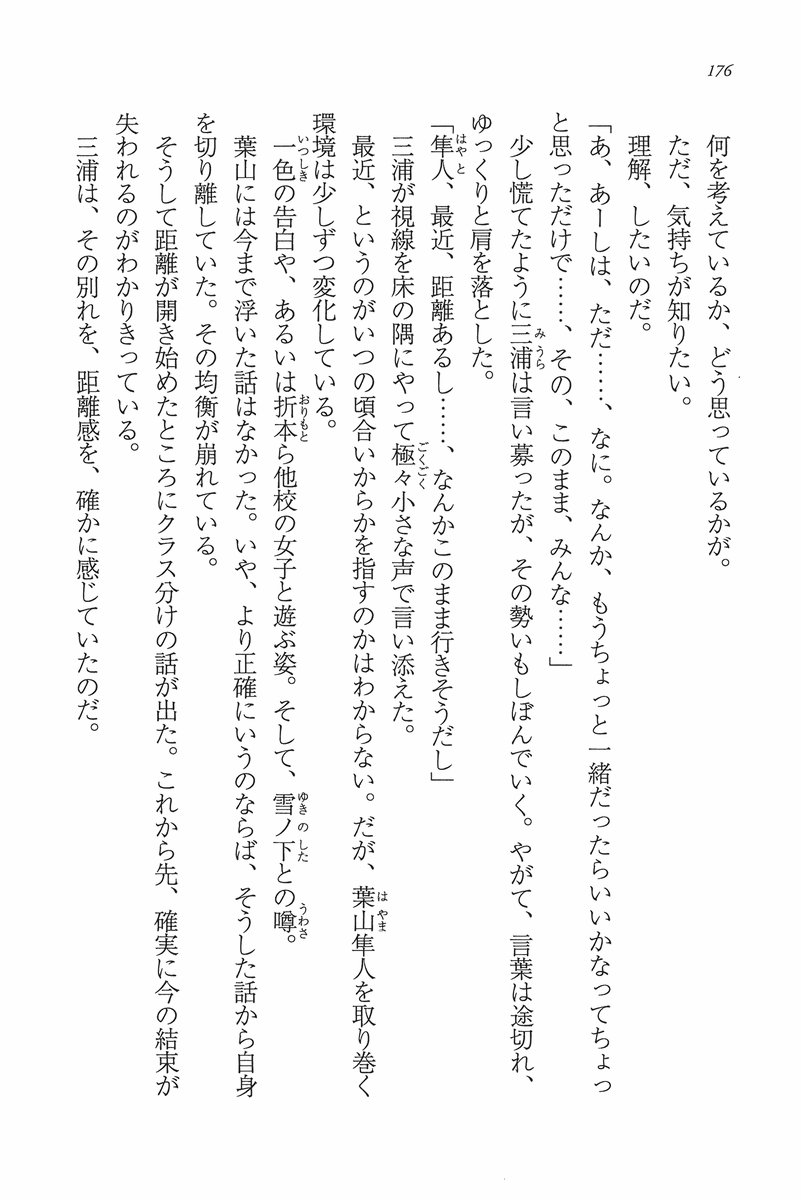 176
何を考えているか、どう思っているかが。
ただ、気持ちが知りたい。
理解、したいのだ。
「あ、あーしは、ただ……、なに。なんか、もうちょっと一緒だったらいいかなってちょっ
と思っただけで……、その、このまま、みんな……」
少し慌てたように三浦は言い募ったが、その勢いもしぼんでいく。やがて、言葉は途切れ、
ゆっくりと肩を落とした。
「隼人、最近、距離あるし……、なんかこのまま行きそうだし」
三浦が視線を床の隅にやって極々小さな声で言い添えた。
最近、というのがいつの頃合いからかを指すのかはわからない。だが、葉山隼人を取り巻く
環境は少しずつ変化している。
一色の告白や、あるいは折本ら他校の女子と遊ぶ姿。そして、雪ノ下との噂。
葉山には今まで浮いた話はなかった。いや、より正確にいうのならば、そうした話から自身
を切り離していた。その均衡が崩れている。
そうして距離が開き始めたところにクラス分けの話が出た。これから先、確実に今の結束が
失われるのがわかりきっている。
三浦は、その別れを、距離感を、確かに感じていたのだ。